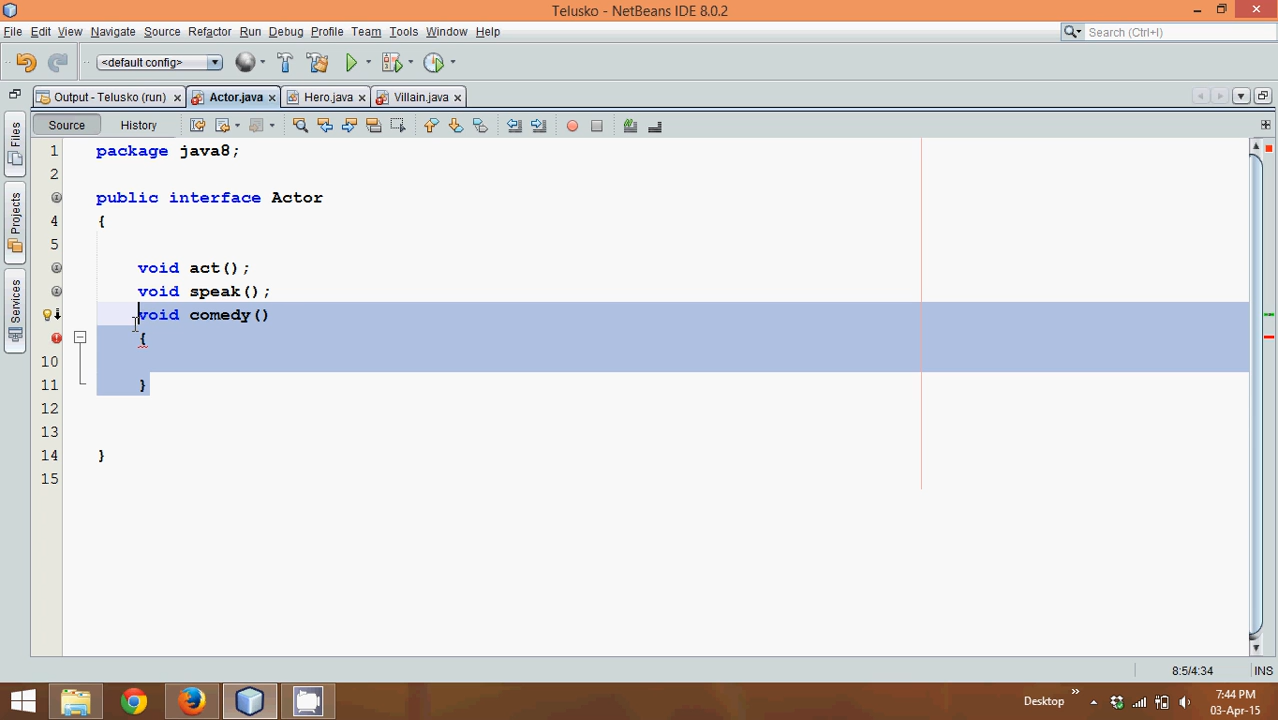 Telusko - NetBeans IDE 8.0.2
File Edit View Navigate Source Refactor Run Debug Profile Team Tools Window Help
Search (Ctrl+I)
<default config>
Output - Telusko (run) Actor.java Hero.java Villain.java
Source History
Files
Projects
Services
1 package java8;
2
public interface Actor
4 {
5
void act();
void speak();
void comedy()
{
10
11 }
12
13
14 }
15
8:5/4:34 INS
Desktop
7:44 PM
03-Apr-15